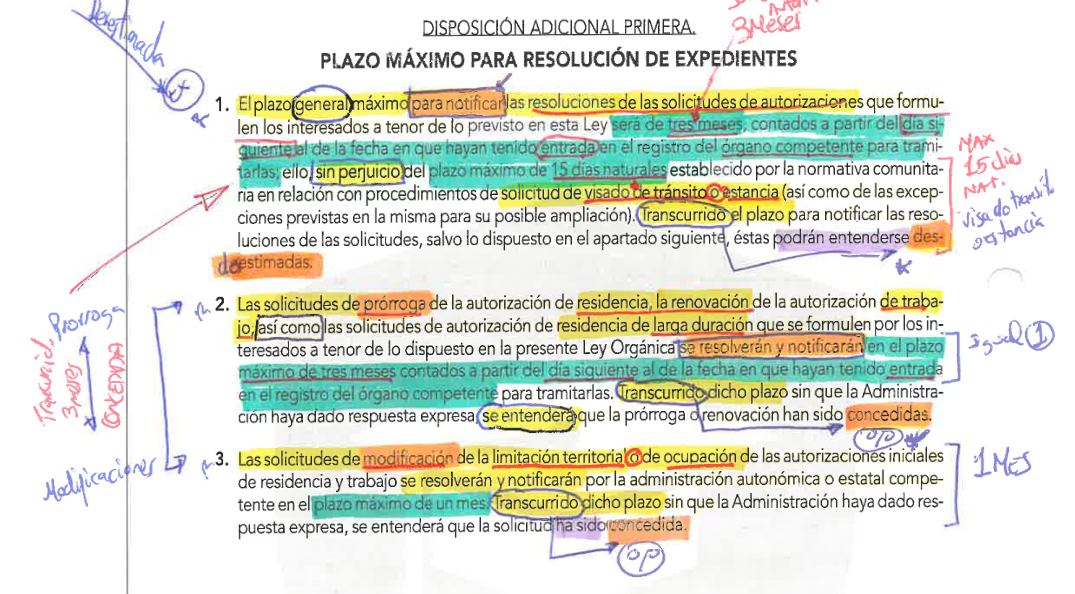 Desestimada
3 Meses
DISPOSICIÓN ADICIONAL PRIMERA.
PLAZO MÁXIMO PARA RESOLUCIÓN DE EXPEDIENTES
1. El plazo general máximo para notificar las resoluciones de las solicitudes de autorizaciones que formu-
len los interesados a tenor de lo previsto en esta Ley será de tres meses, contados a partir del día si-
guiente al de la fecha en que hayan tenido entrada en el registro del órgano competente para trami-
tarlas; ello, sin perjuicio del plazo máximo de 15 días naturales establecido por la normativa comunita-
ria en relación con procedimientos de solicitud de visado de tránsito o estancia (así como de las excep-
ciones previstas en la misma para su posible ampliación). Transcurrido el plazo para notificar las reso-
luciones de las solicitudes, salvo lo dispuesto en el apartado siguiente, éstas podrán entenderse des-
estimadas.
MAX
15 días
NAT.
visado transit
estancia
2. Las solicitudes de prórroga de la autorización de residencia, la renovación de la autorización de traba-
jo, así como las solicitudes de autorización de residencia de larga duración que se formulen por los in-
teresados a tenor de lo dispuesto en la presente Ley Orgánica se resolverán y notificarán en el plazo
máximo de tres meses contados a partir del día siguiente al de la fecha en que hayan tenido entrada
en el registro del órgano competente para tramitarlas. Transcurrido dicho plazo sin que la Administra-
ción haya dado respuesta expresa, se entenderá que la prórroga o renovación han sido concedidas.
Prorroga
3 meses
CONCEDIDA
Igual 1
3. Las solicitudes de modificación de la limitación territorial o de ocupación de las autorizaciones iniciales
de residencia y trabajo se resolverán y notificarán por la administración autonómica o estatal compe-
tente en el plazo máximo de un mes. Transcurrido dicho plazo sin que la Administración haya dado res-
puesta expresa, se entenderá que la solicitud ha sido concedida.
Modificaciones
1 MES